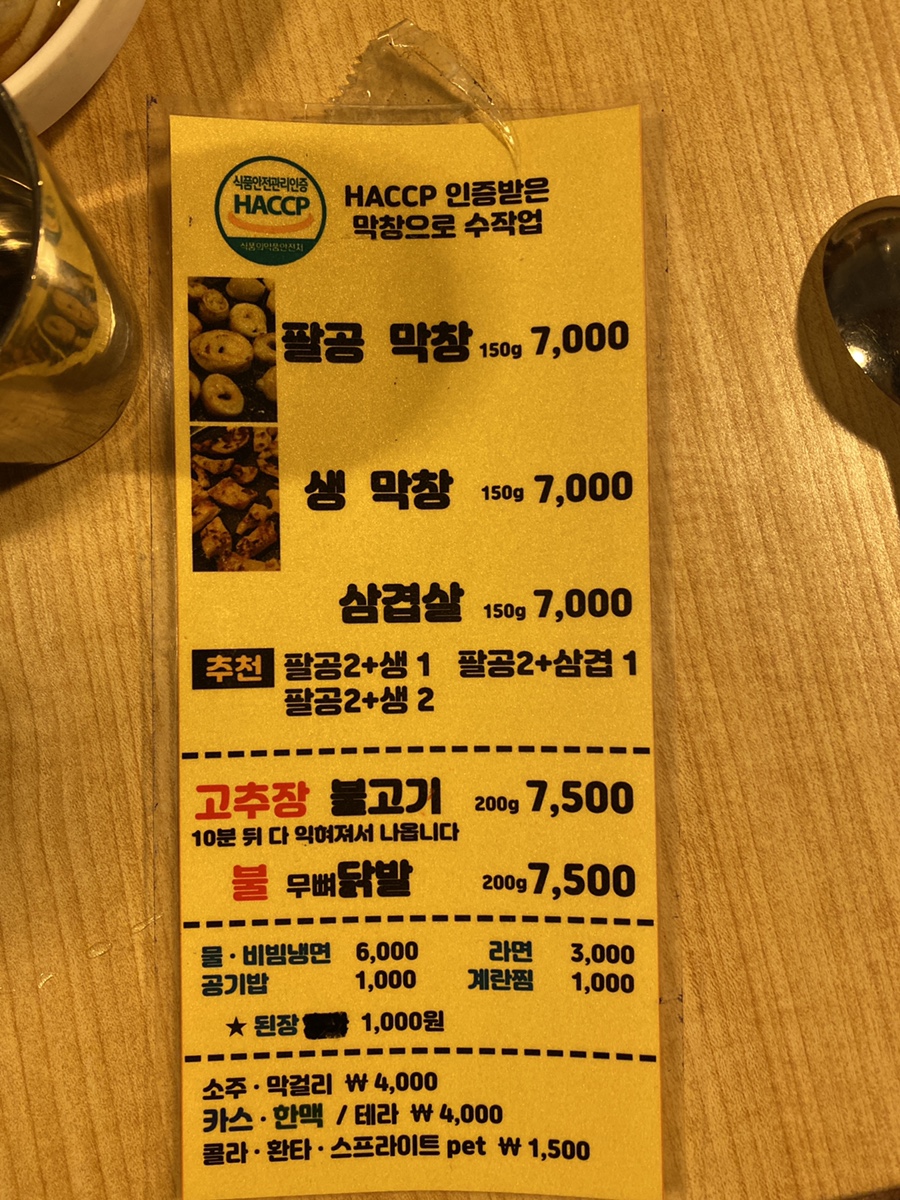 식품안전관리인증
HACCP
식품의약품안전처
HACCP 인증받은
막창으로 수작업
팔공 막창 150g 7,000
생 막창 150g 7,000
삼겹살 150g 7,000
추천 팔공2+생 1 팔공2+삼겹 1
팔공2+생 2
고추장 불고기 200g 7,500
10분 뒤 다 익혀져서 나옵니다
불 무뼈닭발 200g 7,500
물·비빔냉면 6,000 라면 3,000
공기밥 1,000 계란찜 1,000
★ 된장 1,000원
소주·막걸리 ₩ 4,000
카스·한맥 / 테라 ₩ 4,000
콜라·환타·스프라이트 pet ₩ 1,500